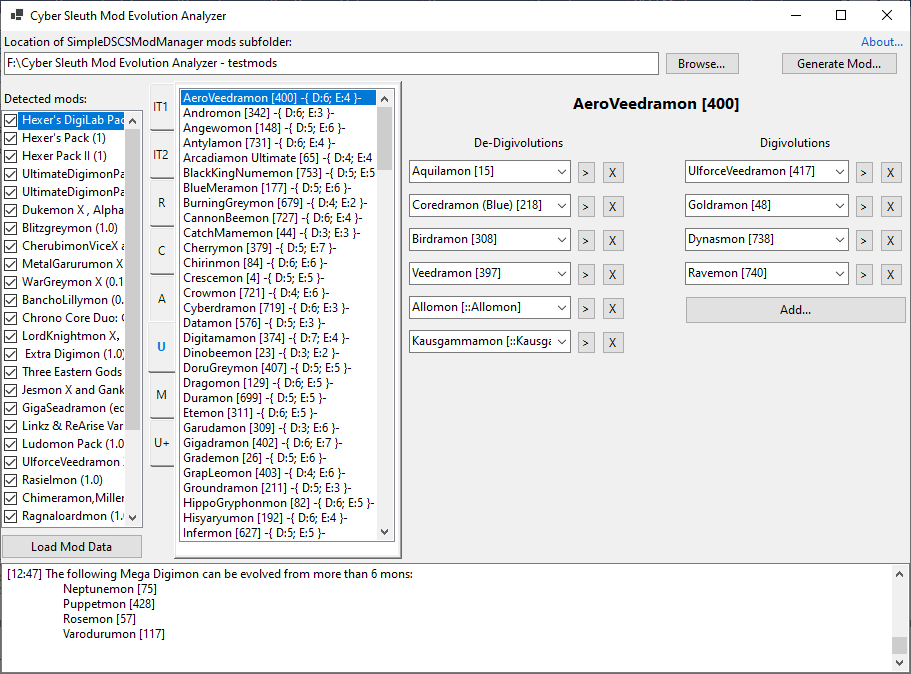 Cyber Sleuth Mod Evolution Analyzer
Location of SimpleDSCSModManager mods subfolder:
About...
F:\Cyber Sleuth Mod Evolution Analyzer - testmods
Browse...
Generate Mod...
Detected mods:
Hexer's DigiLab Pac
Hexer's Pack (1)
Hexer Pack II (1)
UltimateDigimonPa
UltimateDigimonPa
Dukemon X , Alpha
Blitzgreymon (1.0)
CherubimonViceX a
MetalGarurumon X
WarGreymon X (0.1
BanchoLillymon (0.
Chrono Core Duo: (
LordKnightmon X,
Extra Digimon (1.0)
Three Eastern Gods
Jesmon X and Gank
GigaSeadramon (ec
Linkz & ReArise Var
Ludomon Pack (1.0
UlforceVeedramon
Rasielmon (1.0)
Chimeramon,Miller
Ragnaloardmon (1.
Load Mod Data
IT1
IT2
R
C
A
U
M
U+
AeroVeedramon [400] -{ D:6; E:4 }-
Andromon [342] -{ D:6; E:3 }-
Angewomon [148] -{ D:5; E:6 }-
Antylamon [731] -{ D:6; E:4 }-
Arcadiamon Ultimate [65] -{ D:4; E:4
BlackKingNumemon [753] -{ D:5; E:5
BlueMeramon [177] -{ D:5; E:6 }-
BurningGreymon [679] -{ D:4; E:2 }-
CannonBeemon [727] -{ D:6; E:4 }-
CatchMamemon [44] -{ D:3; E:3 }-
Cherrymon [379] -{ D:5; E:7 }-
Chirinmon [84] -{ D:6; E:6 }-
Crescemon [4] -{ D:5; E:5 }-
Crowmon [721] -{ D:4; E:6 }-
Cyberdramon [719] -{ D:6; E:3 }-
Datamon [576] -{ D:5; E:3 }-
Digitamamon [374] -{ D:7; E:4 }-
Dinobeemon [23] -{ D:3; E:2 }-
DoruGreymon [407] -{ D:5; E:5 }-
Dragomon [129] -{ D:6; E:5 }-
Duramon [699] -{ D:5; E:5 }-
Etemon [311] -{ D:6; E:5 }-
Garudamon [309] -{ D:3; E:6 }-
Gigadramon [402] -{ D:6; E:7 }-
Grademon [26] -{ D:5; E:6 }-
GrapLeomon [403] -{ D:4; E:6 }-
Groundramon [211] -{ D:5; E:3 }-
HippoGryphonmon [82] -{ D:6; E:5 }-
Hisyaryumon [192] -{ D:6; E:4 }-
Infermon [627] -{ D:5; E:5 }-
AeroVeedramon [400]
De-Digivolutions
Aquilamon [15] > X
Coredramon (Blue) [218] > X
Birdramon [308] > X
Veedramon [397] > X
Allomon [::Allomon] > X
Kausgammamon [::Kausga > X
Digivolutions
UlforceVeedramon [417] > X
Goldramon [48] > X
Dynasmon [738] > X
Ravemon [740] > X
Add...
[12:47] The following Mega Digimon can be evolved from more than 6 mons:
Neptunemon [75]
Puppetmon [428]
Rosemon [57]
Varodurumon [117]